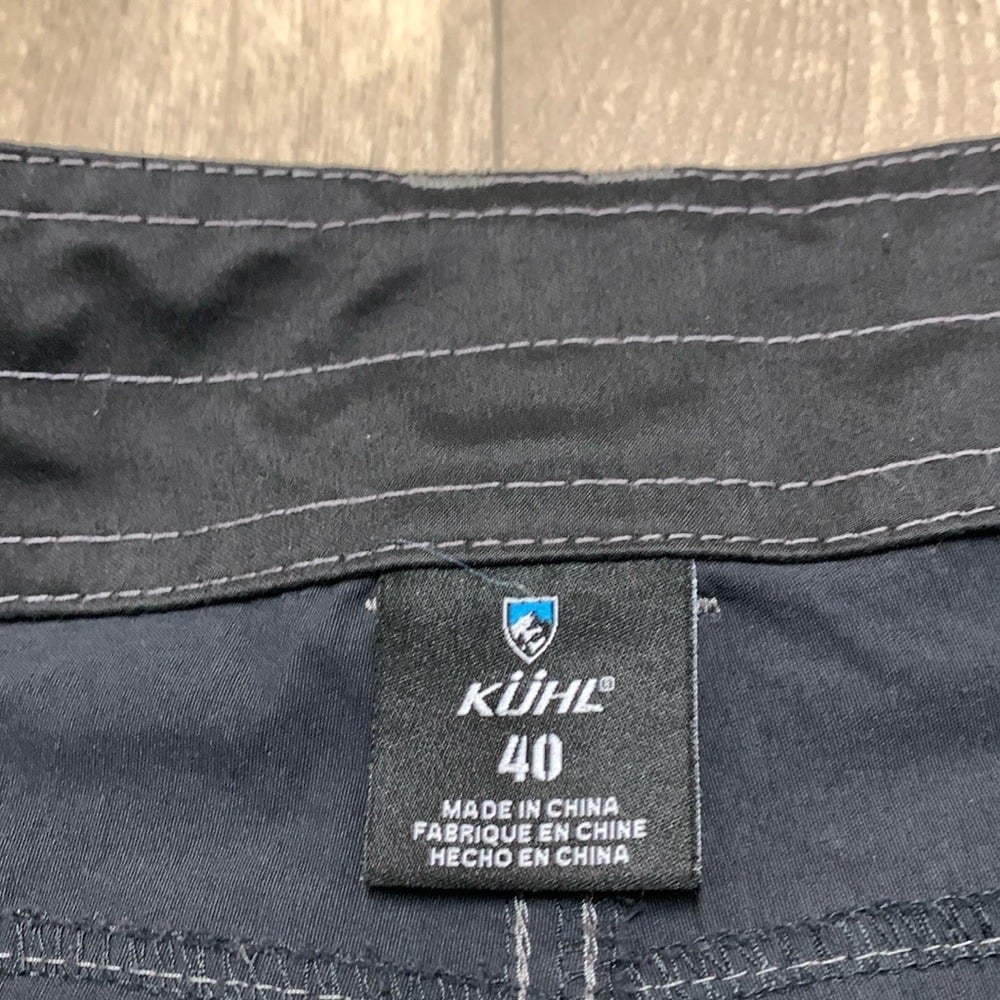 KÜHL®
40
MADE IN CHINA
FABRIQUE EN CHINE
HECHO EN CHINA